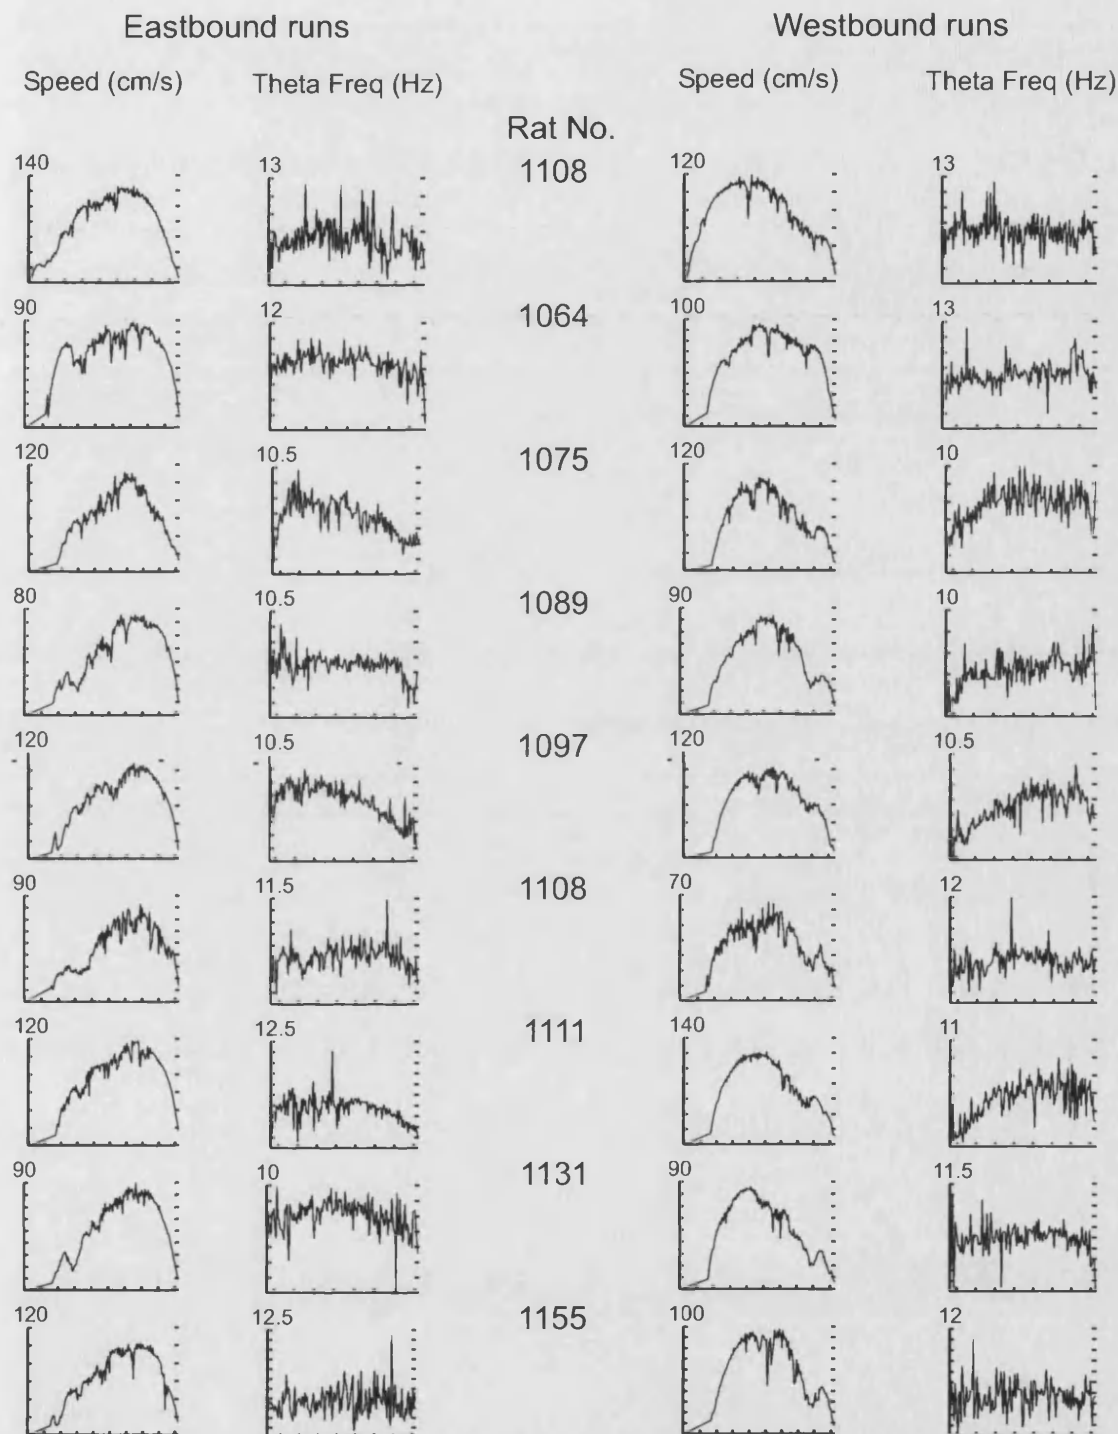 Eastbound runs Westbound runs
Speed (cm/s) Theta Freq (Hz) Speed (cm/s) Theta Freq (Hz)
Rat No.
140 13 1108 120 13
90 12 1064 100 13
120 10.5 1075 120 10
80 10.5 1089 90 10
120 10.5 1097 120 10.5
90 11.5 1108 70 12
120 12.5 1111 140 11
90 10 1131 90 11.5
120 12.5 1155 100 12